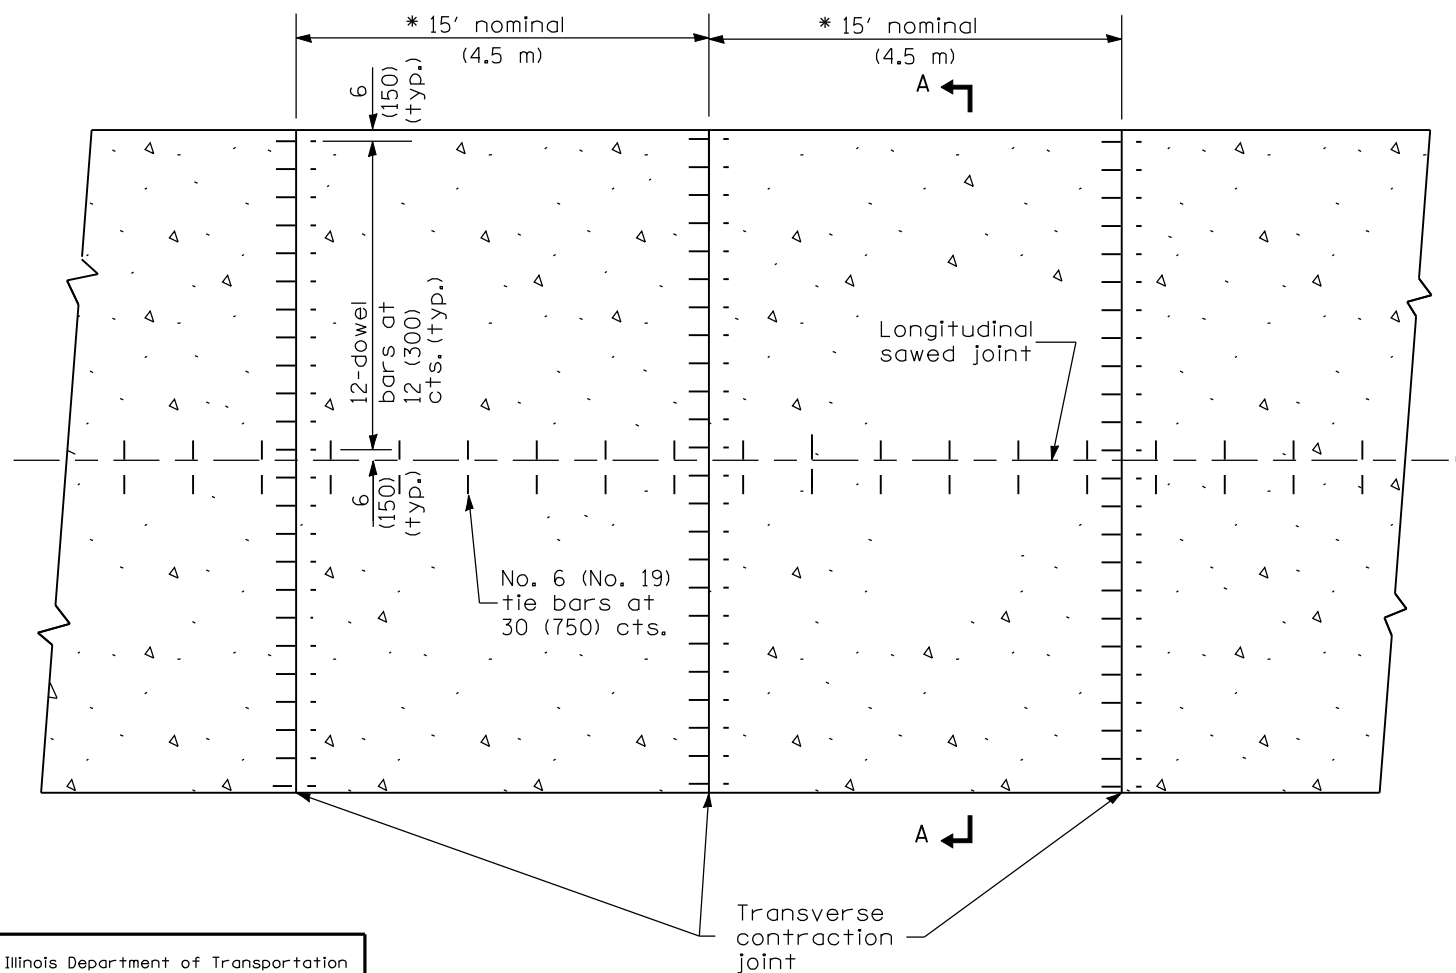 * 15' nominal
(4.5 m)
* 15' nominal
(4.5 m)
A
6
(150)
(typ.)
12-dowel
bars at
12 (300)
cts. (typ.)
Longitudinal
sawed joint
6
(150)
(typ.)
No. 6 (No. 19)
tie bars at
30 (750) cts.
A
Transverse
contraction
joint
Illinois Department of Transportation